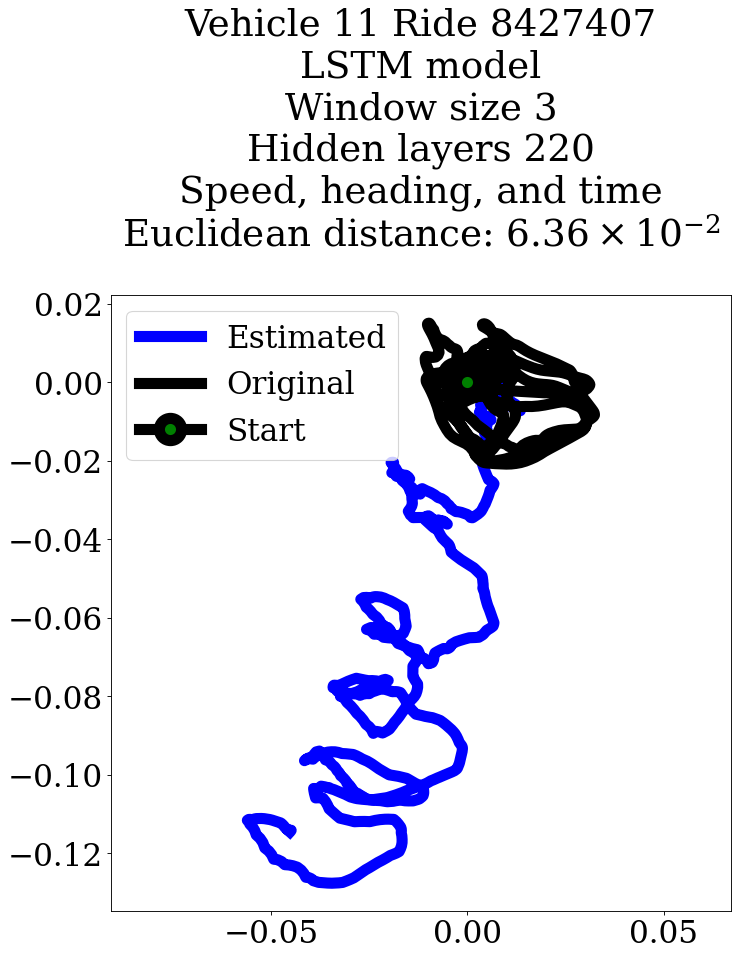 Vehicle 11 Ride 8427407
LSTM model
Window size 3
Hidden layers 220
Speed, heading, and time
Euclidean distance: 6.36 × 10⁻²
0.02
0.00
−0.02
−0.04
−0.06
−0.08
−0.10
−0.12
Estimated
Original
Start
−0.05
0.00
0.05